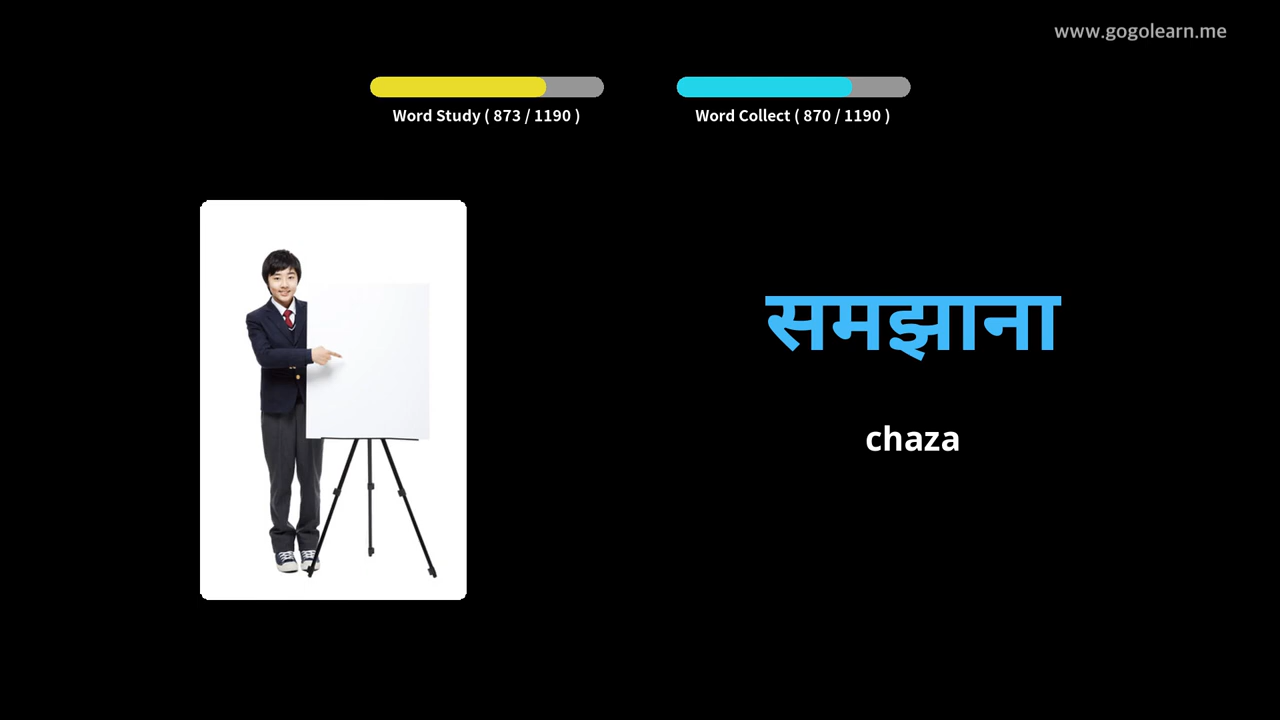 www.gogolearn.me
Word Study ( 873 / 1190 )
Word Collect ( 870 / 1190 )
समझाना
chaza